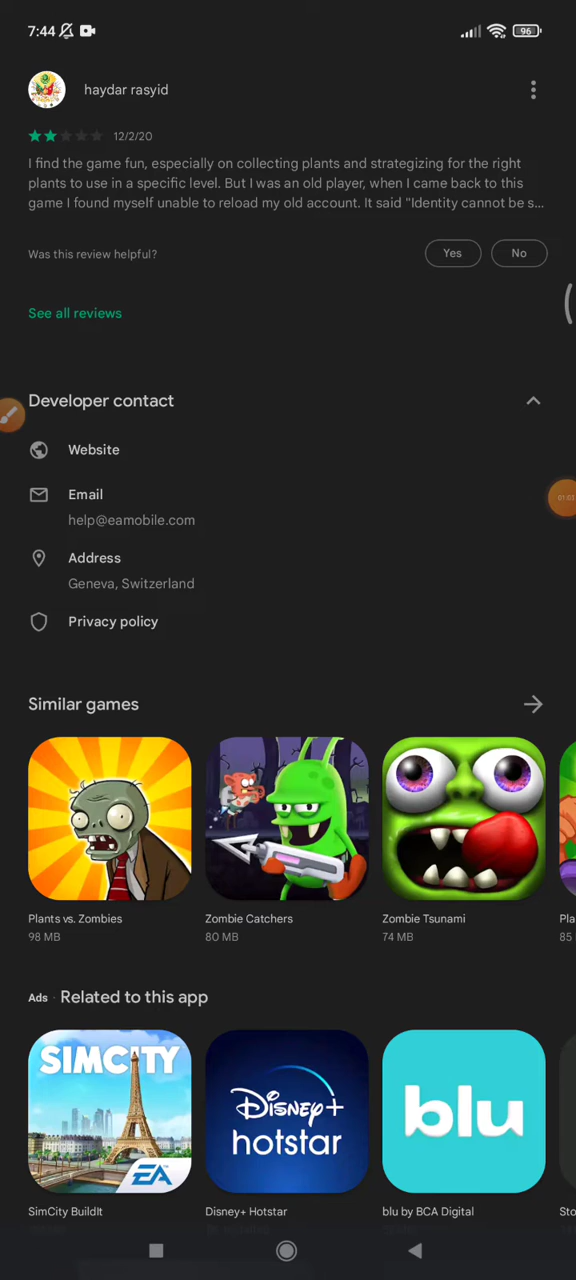 7:44
96
haydar rasyid
12/2/20
I find the game fun, especially on collecting plants and strategizing for the right
plants to use in a specific level. But I was an old player, when I came back to this
game I found myself unable to reload my old account. It said "Identity cannot be s...
Was this review helpful?
Yes
No
See all reviews
Developer contact
Website
Email
help@eamobile.com
01:03
Address
Geneva, Switzerland
Privacy policy
Similar games
Plants vs. Zombies
Zombie Catchers
Zombie Tsunami
Pla
98 MB
80 MB
74 MB
85
Ads · Related to this app
SIMCITY
EA
Disney+
hotstar
blu
SimCity BuildIt
Disney+ Hotstar
blu by BCA Digital
Sto